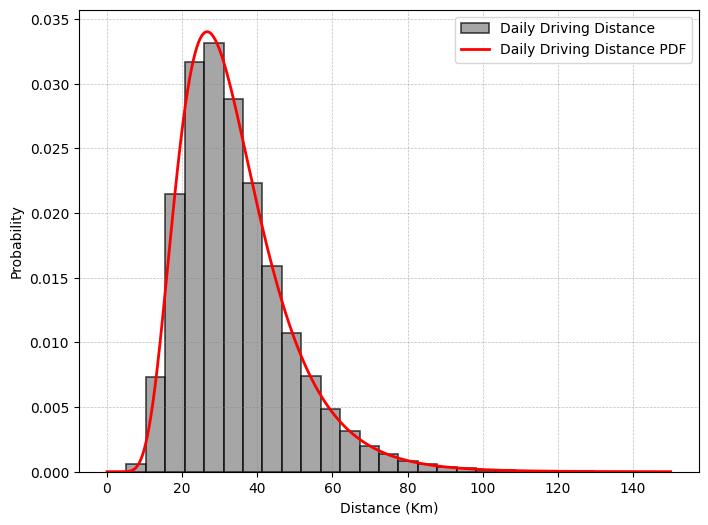 Daily Driving Distance
Daily Driving Distance PDF
Probability
0.035
0.030
0.025
0.020
0.015
0.010
0.005
0.000
0 20 40 60 80 100 120 140
Distance (Km)